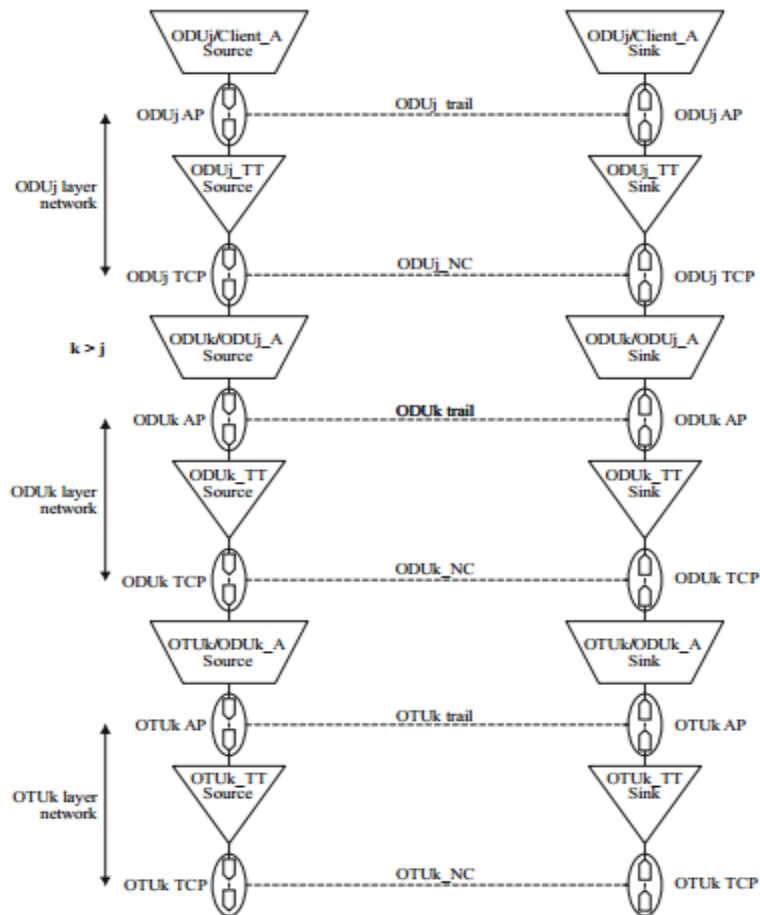 ODUj/Client_A
Source
ODUj/Client_A
Sink
ODUj AP
ODUj trail
ODUj AP
ODUj_TT
Source
ODUj_TT
Sink
ODUj layer
network
ODUj TCP
ODUj_NC
ODUj TCP
k > j
ODUk/ODUj_A
Source
ODUk/ODUj_A
Sink
ODUk AP
ODUk trail
ODUk AP
ODUk_TT
Source
ODUk_TT
Sink
ODUk layer
network
ODUk TCP
ODUk_NC
ODUk TCP
OTUk/ODUk_A
Source
OTUk/ODUk_A
Sink
OTUk AP
OTUk trail
OTUk AP
OTUk_TT
Source
OTUk_TT
Sink
OTUk layer
network
OTUk TCP
OTUk_NC
OTUk TCP